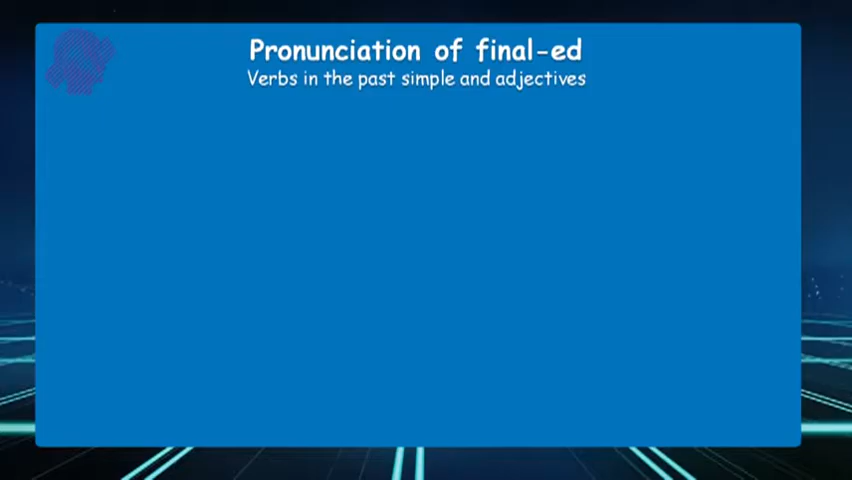 Pronunciation of final-ed
Verbs in the past simple and adjectives